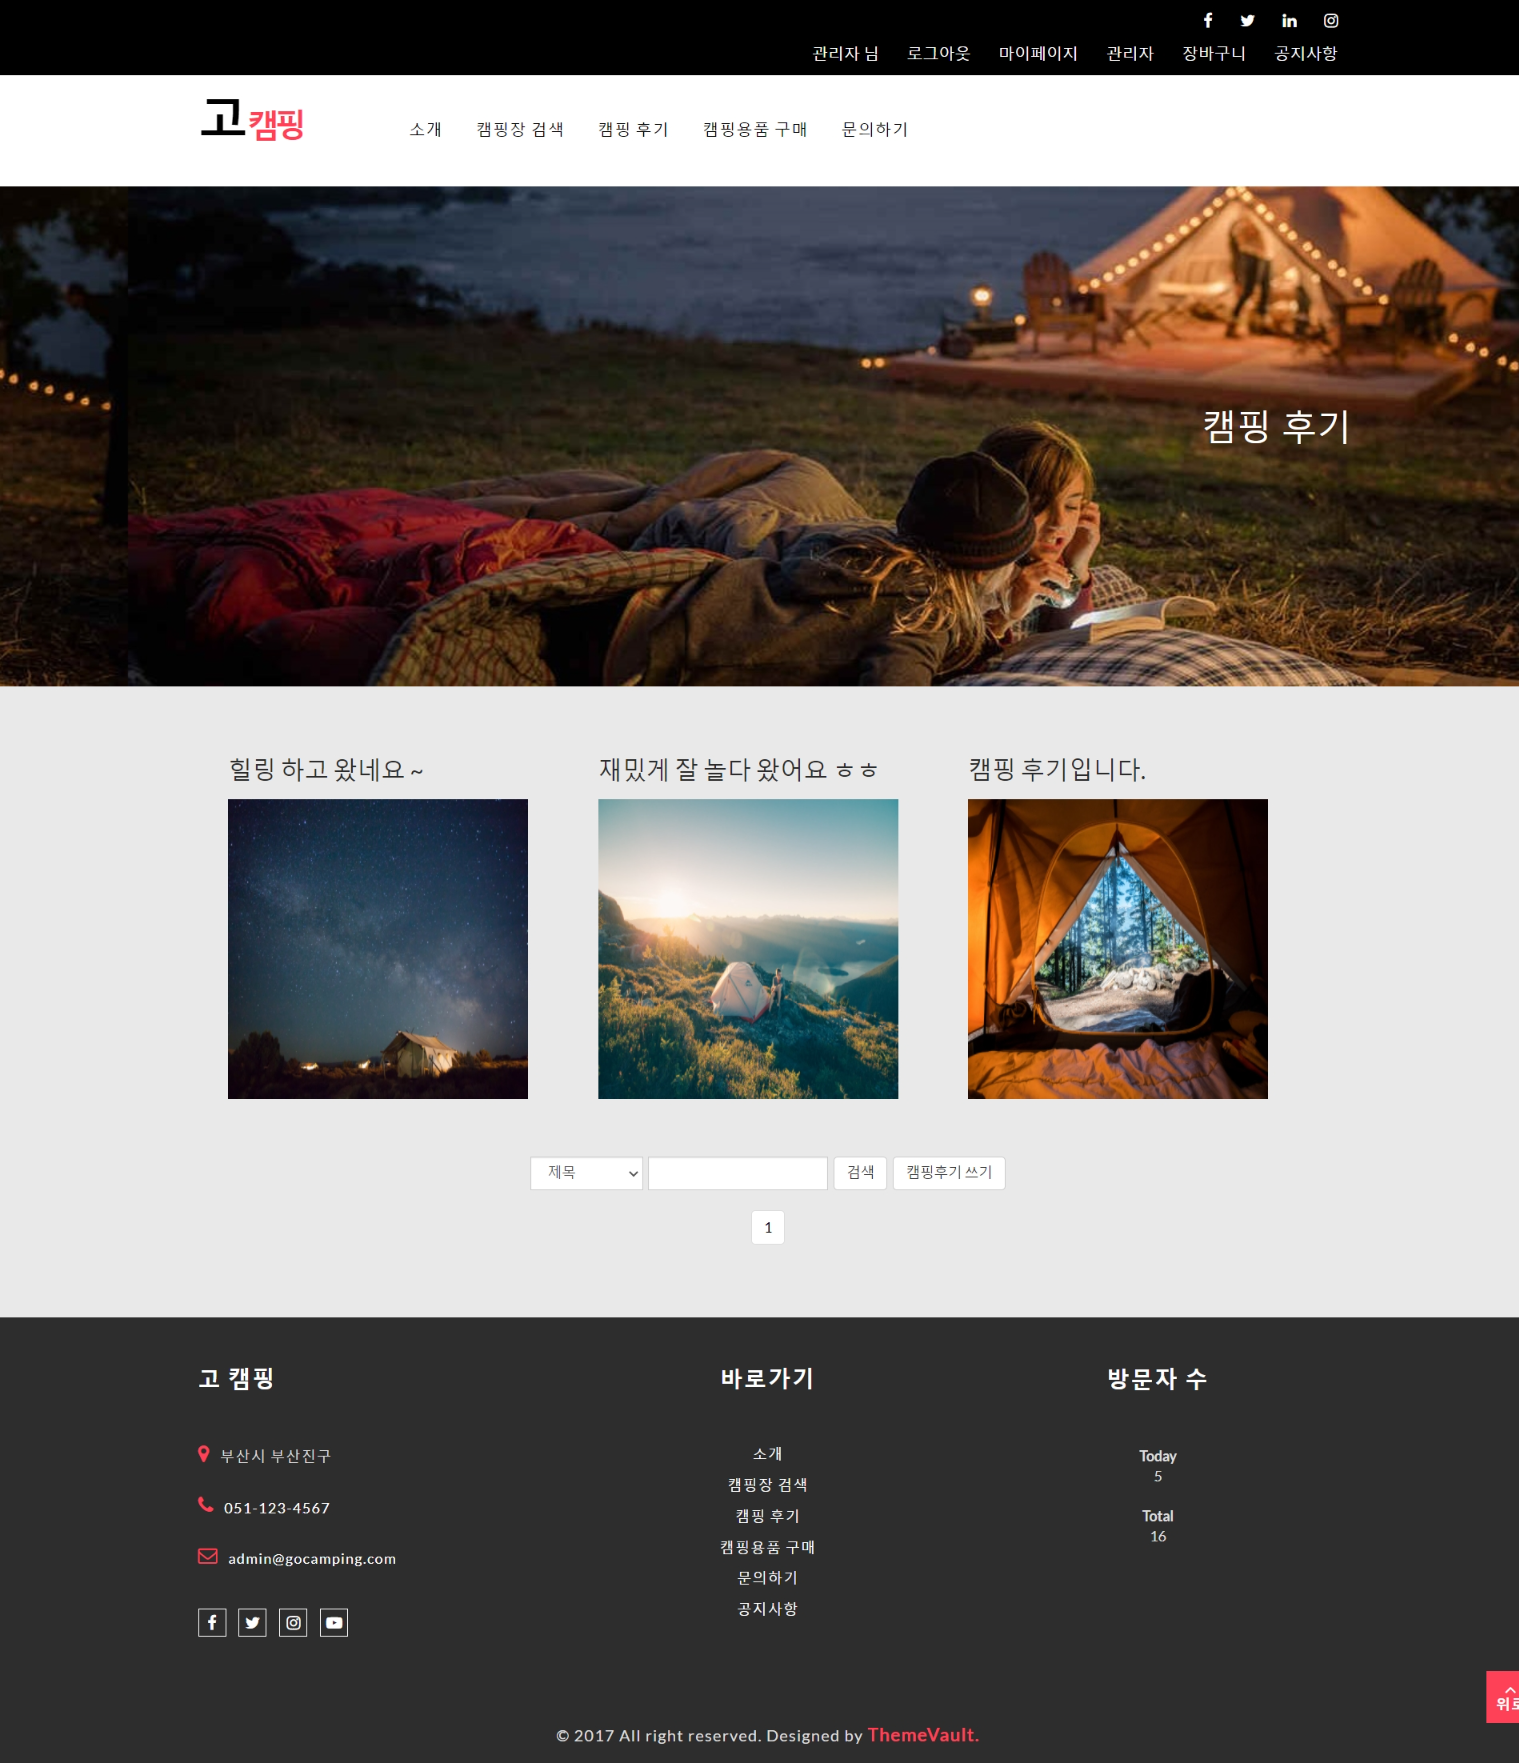 관리자 님 로그아웃 마이페이지 관리자 장바구니 공지사항
고 캠핑 소개 캠핑장 검색 캠핑 후기 캠핑용품 구매 문의하기
캠핑 후기
힐링 하고 왔네요 ~ 재밌게 잘 놀다 왔어요 ㅎㅎ 캠핑 후기입니다.
제목 검색 캠핑후기 쓰기
1
고 캠핑
부산시 부산진구
051-123-4567
admin@gocamping.com
바로가기
소개
캠핑장 검색
캠핑 후기
캠핑용품 구매
문의하기
공지사항
방문자 수
Today
5
Total
16
© 2017 All right reserved. Designed by ThemeVault.